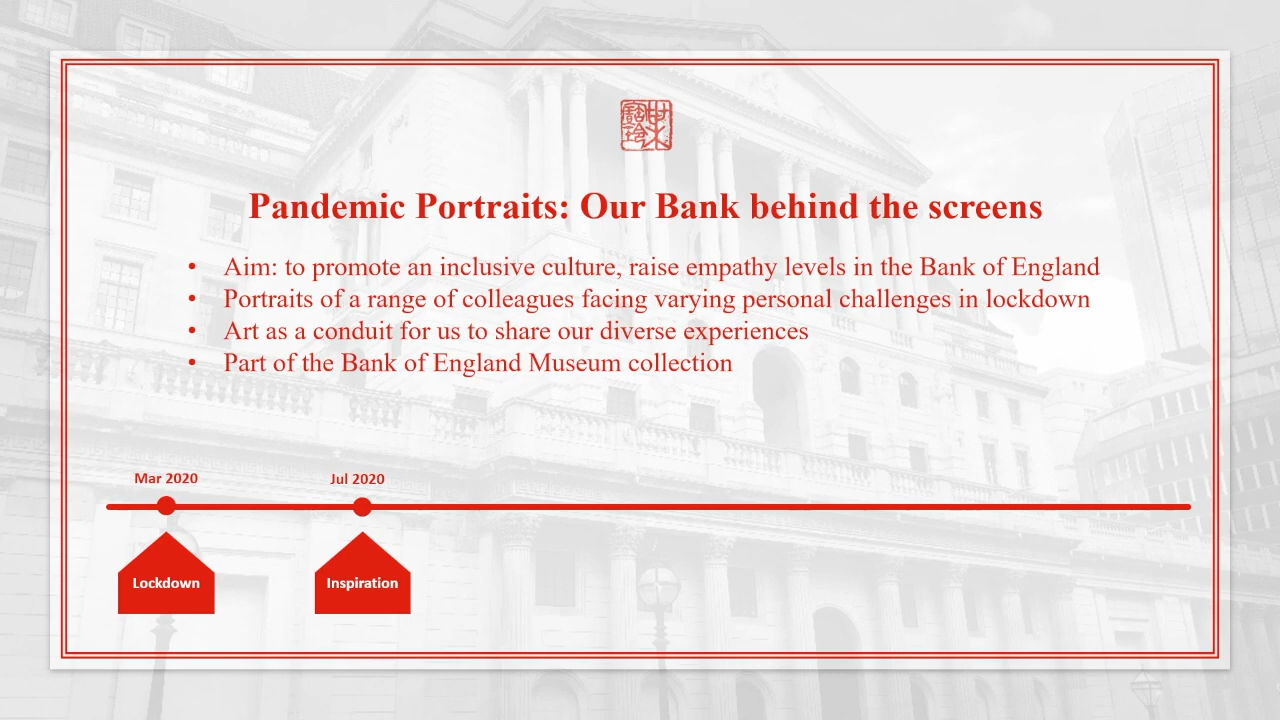 Pandemic Portraits: Our Bank behind the screens
• Aim: to promote an inclusive culture, raise empathy levels in the Bank of England
• Portraits of a range of colleagues facing varying personal challenges in lockdown
• Art as a conduit for us to share our diverse experiences
• Part of the Bank of England Museum collection
Mar 2020
Jul 2020
Lockdown
Inspiration